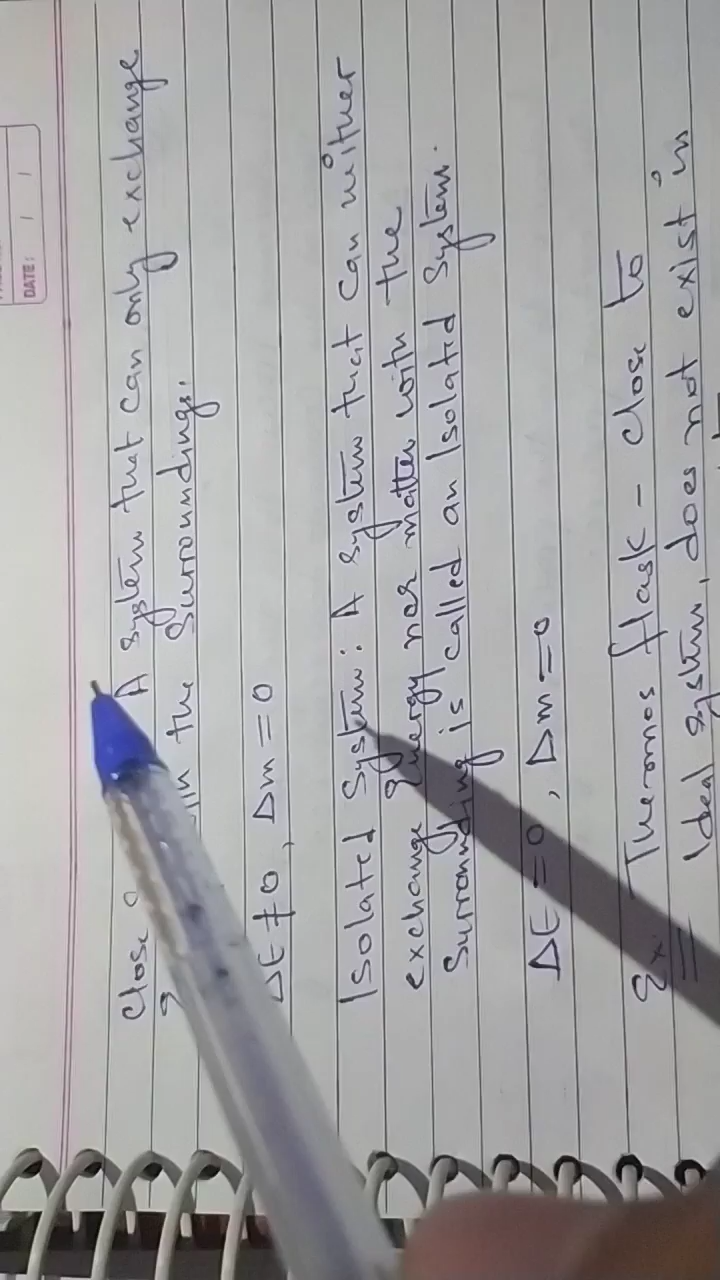 DATE: / /
Close A System that can only exchange
in the Surroundings.
ΔE ≠ 0, Δm = 0
Isolated System: A System that can neither
exchange Energy nor matter with the
Surrounding is called an Isolated System.
ΔE = 0, Δm = 0
Ex. Thermos flask - close to
Ideal System, does not exist in